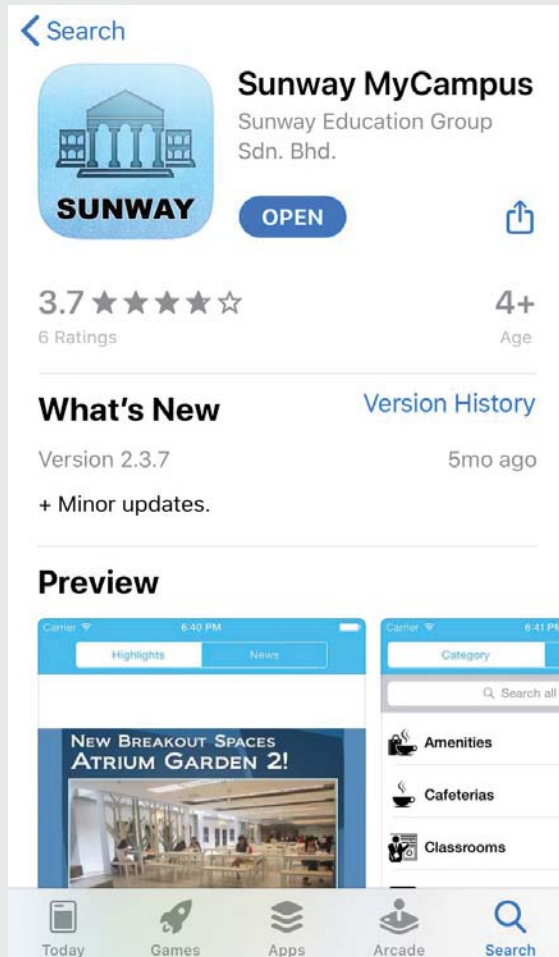 Search
Sunway MyCampus
Sunway Education Group
Sdn. Bhd.
SUNWAY
OPEN
3.7
4+
6 Ratings
Age
What's New
Version History
Version 2.3.7
5mo ago
+ Minor updates.
Preview
Carrier 6:40 PM
Highlights News
NEW BREAKOUT SPACES
ATRIUM GARDEN 2!
Carrier 6:41 PM
Category
Search all
Amenities
Cafeterias
Classrooms
Today Games Apps Arcade Search